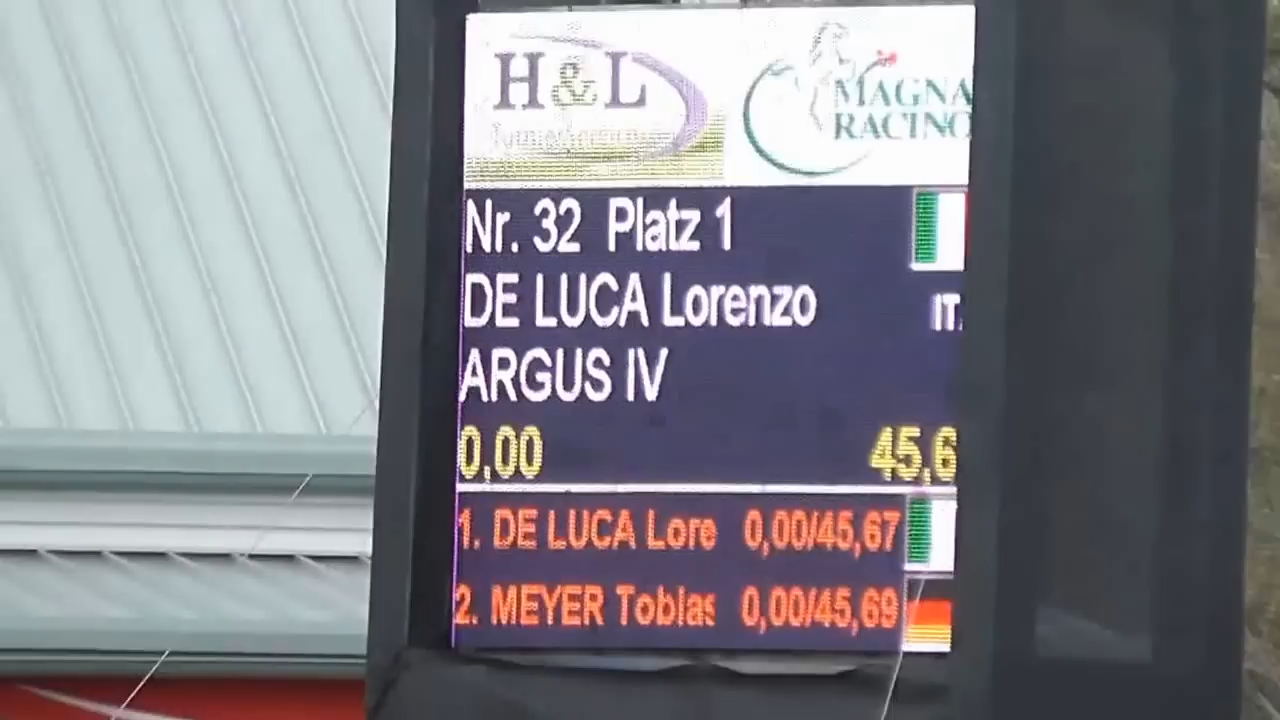 H&L
MAGNA
RACINO
Nr. 32 Platz 1
DE LUCA Lorenzo
IT
ARGUS IV
0,00 45,6
1. DE LUCA Lore 0,00/45,67
2. MEYER Tobias 0,00/45,69